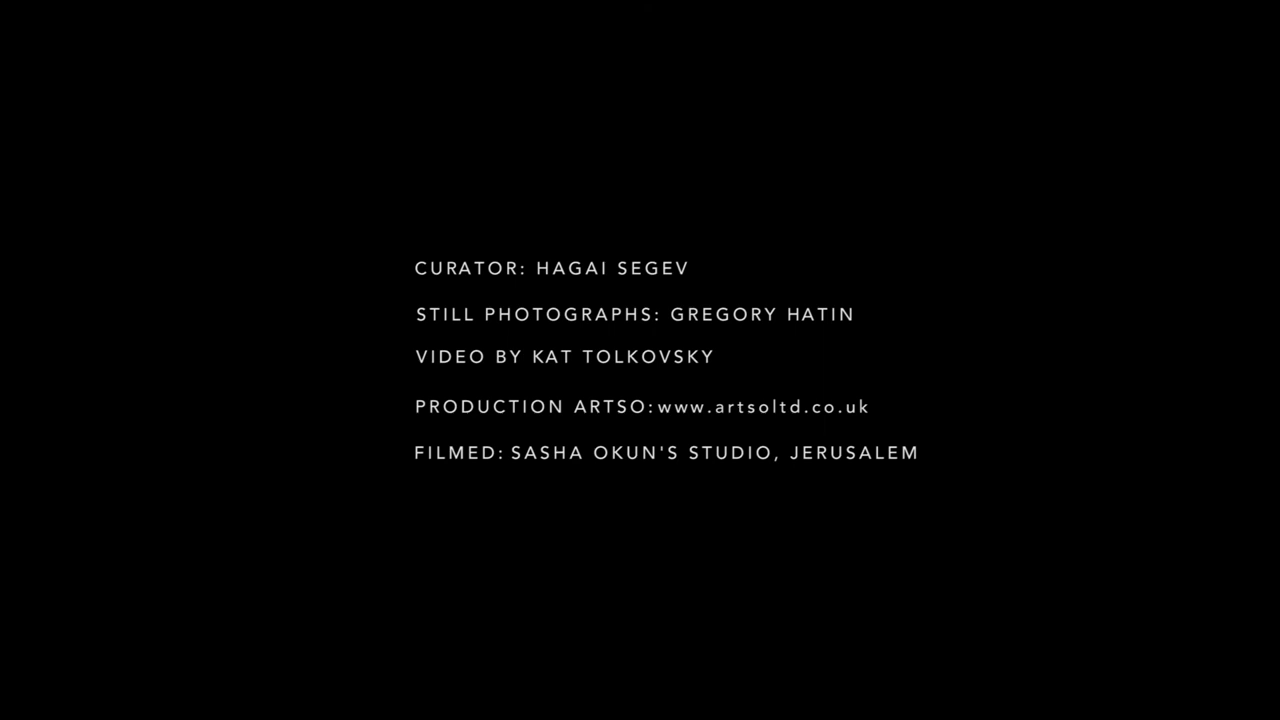 CURATOR: HAGAI SEGEV
STILL PHOTOGRAPHS: GREGORY HATIN
VIDEO BY KAT TOLKOVSKY
PRODUCTION ARTSO:www.artsoltd.co.uk
FILMED: SASHA OKUN'S STUDIO, JERUSALEM